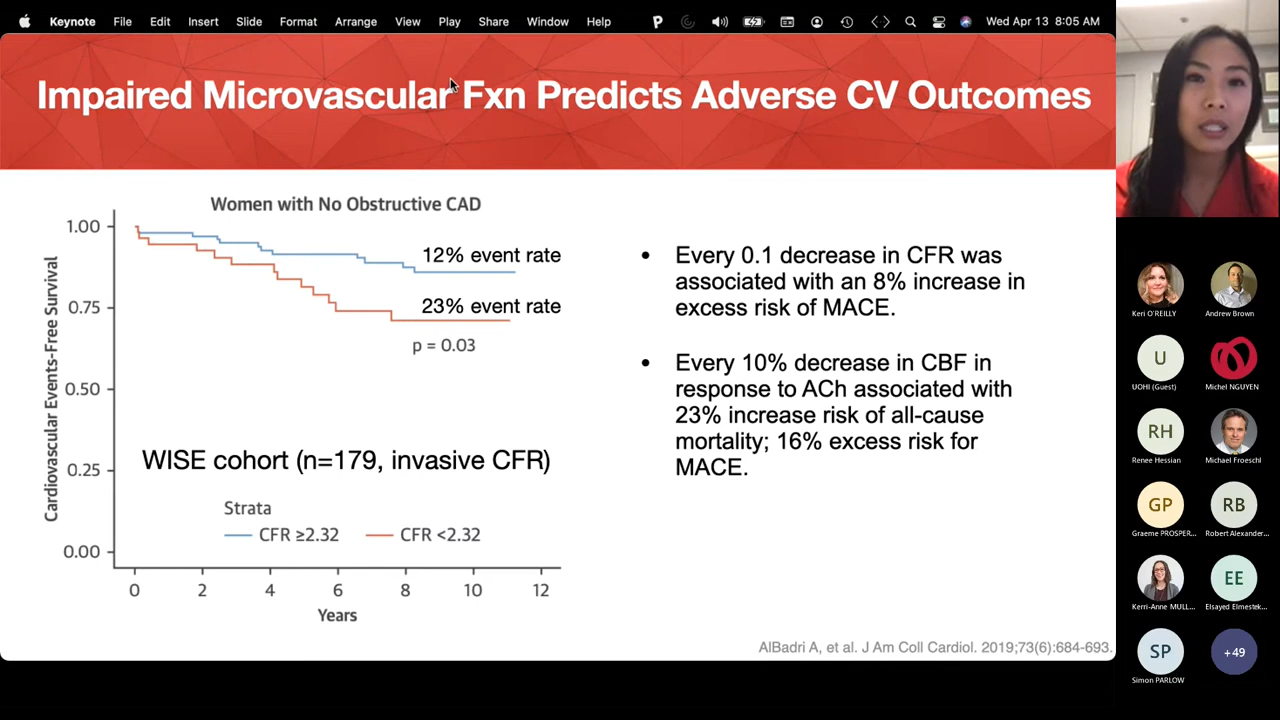 Keynote File Edit Insert Slide Format Arrange View Play Share Window Help Wed Apr 13 8:05 AM
Impaired Microvascular Fxn Predicts Adverse CV Outcomes
Women with No Obstructive CAD
Cardiovascular Events-Free Survival
1.00
0.75
0.50
0.25
0.00
12% event rate
23% event rate
p = 0.03
WISE cohort (n=179, invasive CFR)
Strata
CFR ≥2.32 CFR <2.32
0 2 4 6 8 10 12
Years
• Every 0.1 decrease in CFR was
associated with an 8% increase in
excess risk of MACE.
• Every 10% decrease in CBF in
response to ACh associated with
23% increase risk of all-cause
mortality; 16% excess risk for
MACE.
AlBadri A, et al. J Am Coll Cardiol. 2019;73(6):684-693.
Keri O'REILLY Andrew Brown
U
UOHI (Guest) Michel NGUYEN
RH
Renee Hessian Michael Froeschl
GP RB
Graeme PROSPER... Robert Alexander...
EE
Kerri-Anne MULL... Elsayed Elmestek...
SP +49
Simon PARLOW